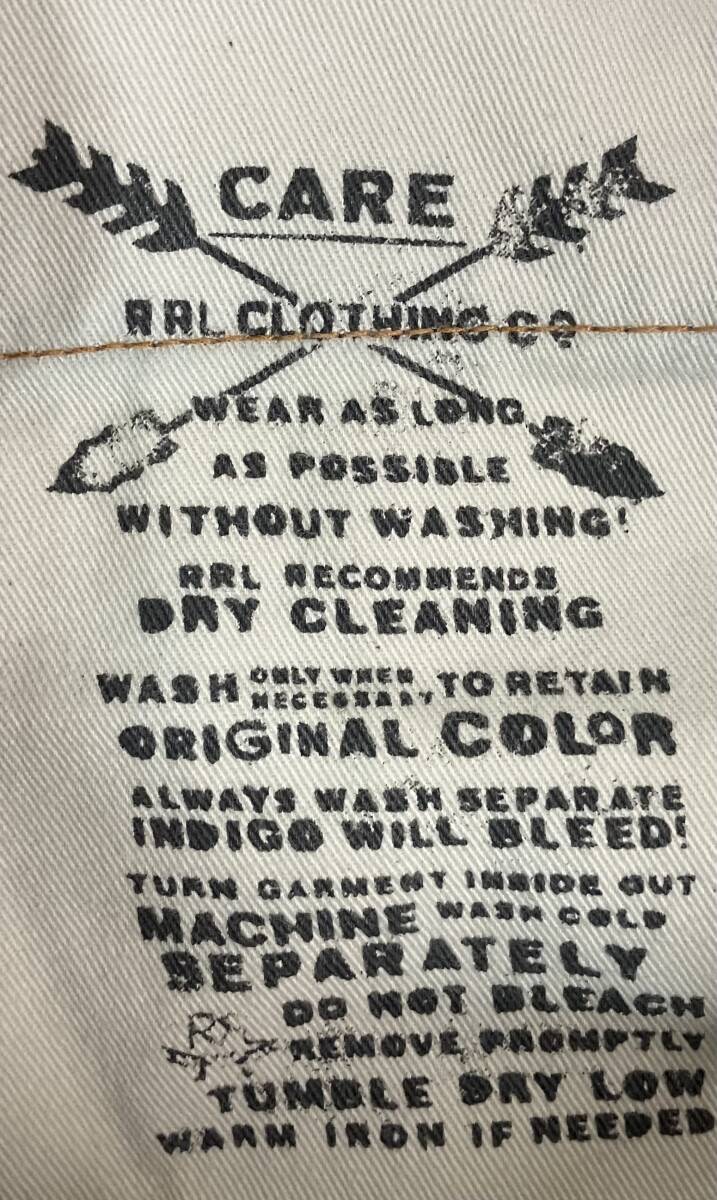 CARE
RRL CLOTHING CO
WEAR AS LONG
AS POSSIBLE
WITHOUT WASHING!
RRL RECOMMENDS
DRY CLEANING
WASH ONLY WHEN NECESSARY, TO RETAIN
ORIGINAL COLOR
ALWAYS WASH SEPARATE
INDIGO WILL BLEED!
TURN GARMENT INSIDE OUT
MACHINE WASH COLD
SEPARATELY
DO NOT BLEACH
REMOVE PROMPTLY
TUMBLE DRY LOW
WARM IRON IF NEEDED